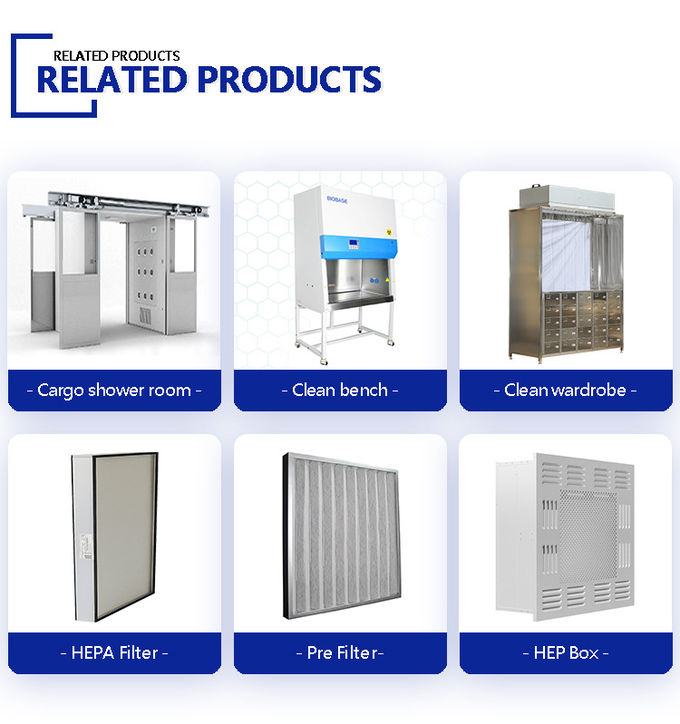 RELATED PRODUCTS
RELATED PRODUCTS
BIOBASE
- Cargo shower room -
- Clean bench -
- Clean wardrobe -
- HEPA Filter -
- Pre Filter-
- HEP Box -